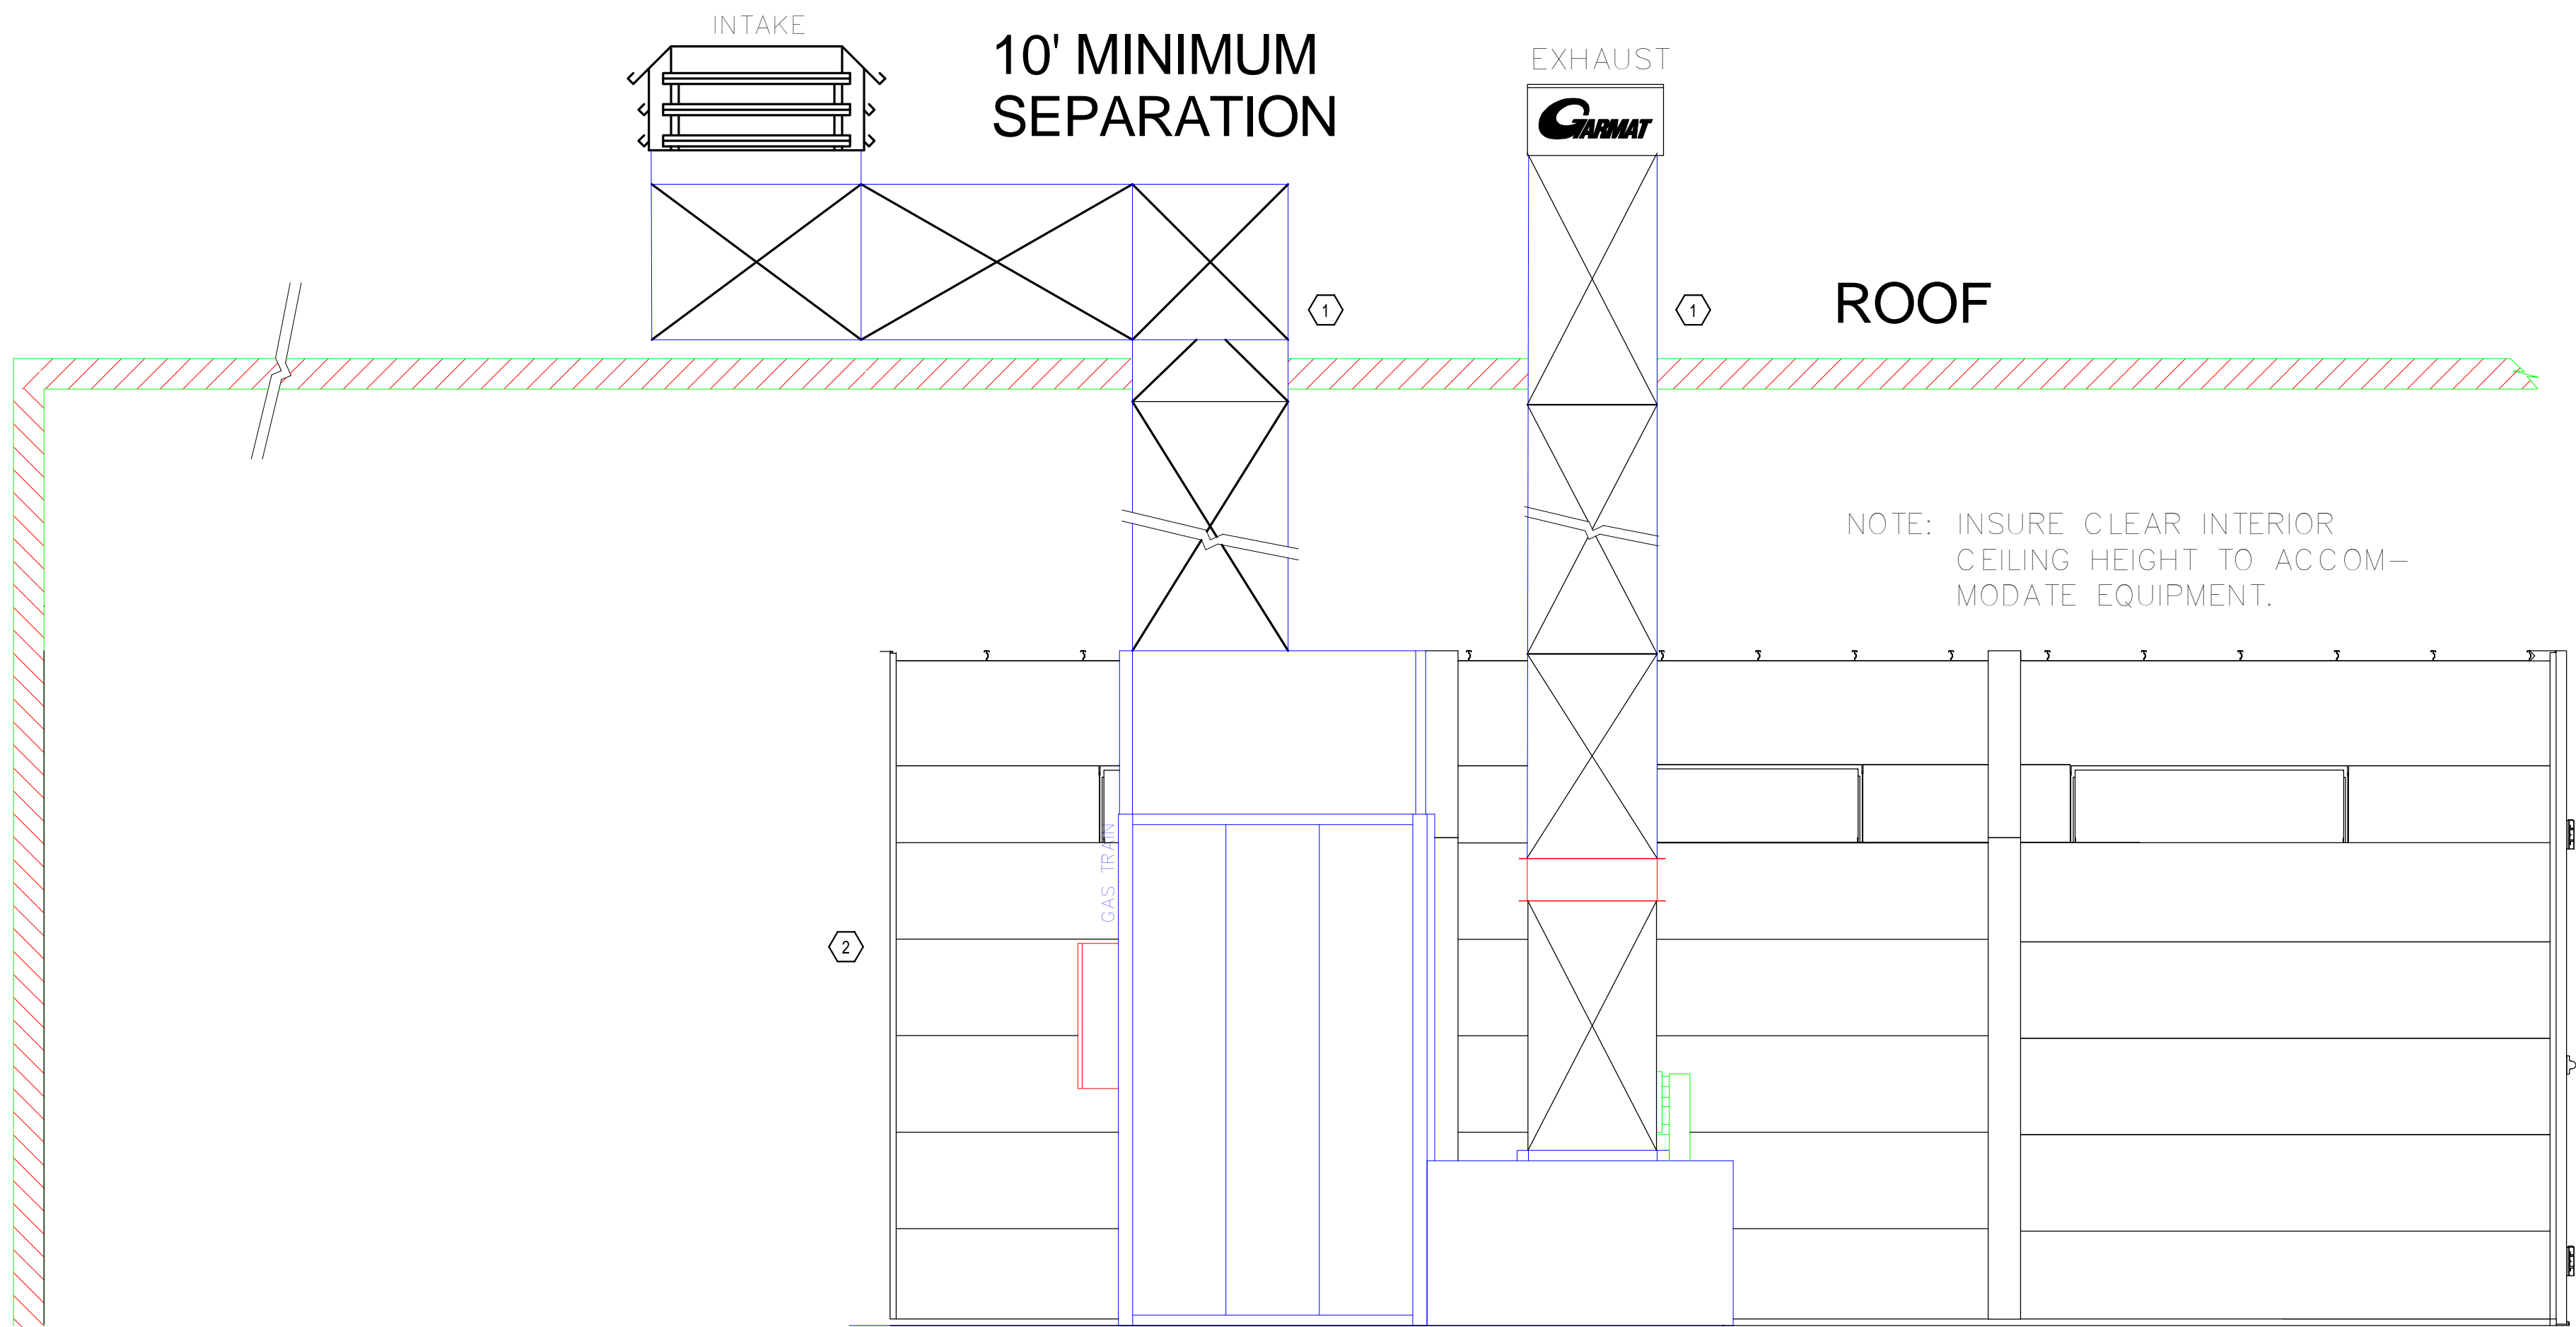 INTAKE
10' MINIMUM
SEPARATION
EXHAUST
GARMAT
1
1
ROOF
NOTE: INSURE CLEAR INTERIOR
CEILING HEIGHT TO ACCOM-
MODATE EQUIPMENT.
GAS TRAIN
2